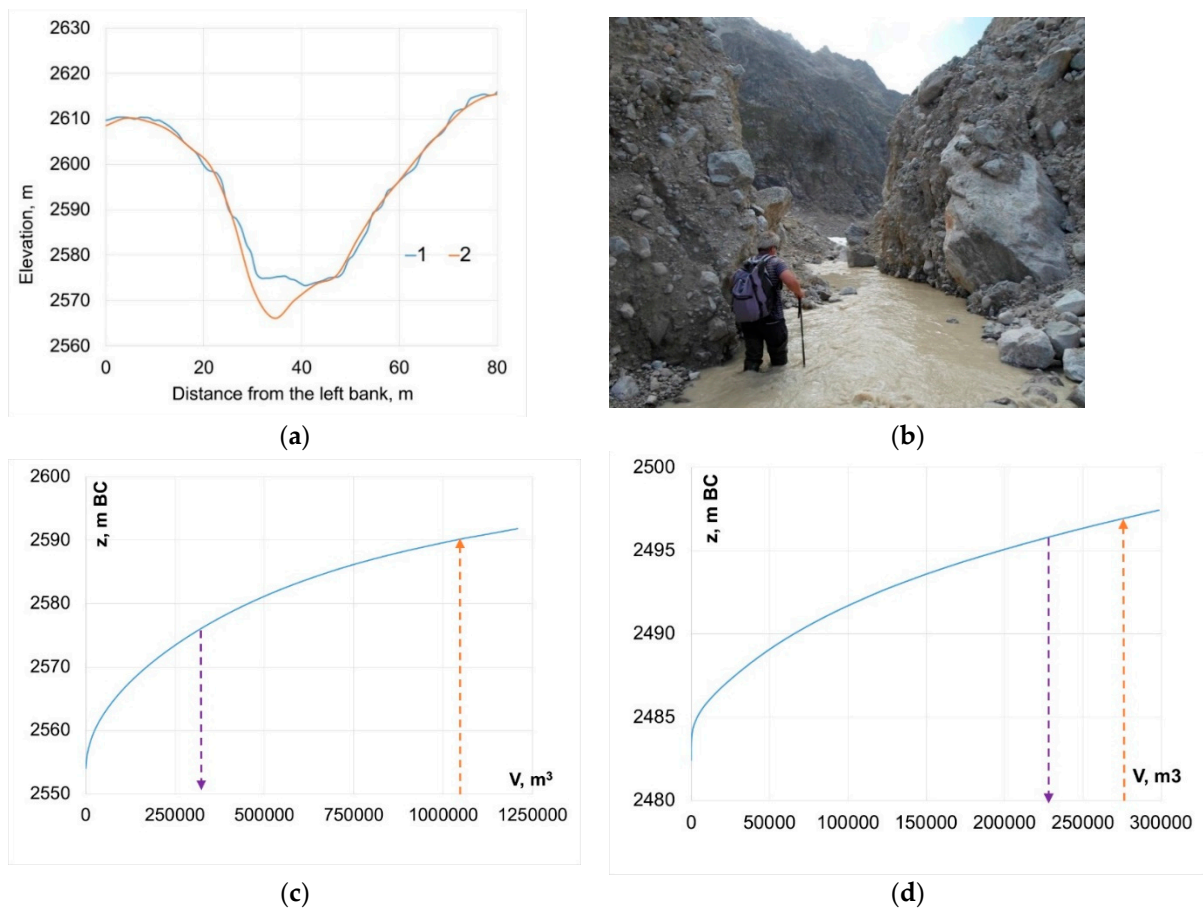 2630
2620
2610
2600
2590
2580
2570
2560
Elevation, m
1 2
0 20 40 60 80
Distance from the left bank, m
(a)
(b)
2600
2590
2580
2570
2560
2550
z, m BC
V, m³
0 250000 500000 750000 1000000 1250000
(c)
2500
2495
2490
2485
2480
z, m BC
V, m3
0 50000 100000 150000 200000 250000 300000
(d)